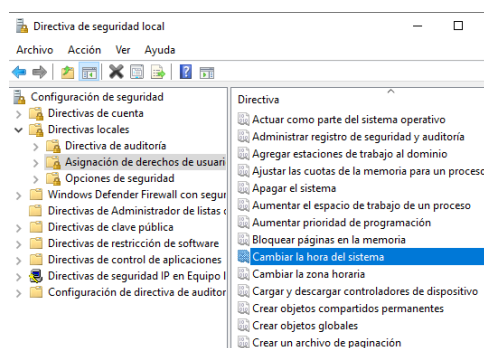 Directiva de seguridad local
Archivo Acción Ver Ayuda
Configuración de seguridad
Directivas de cuenta
Directivas locales
Directiva de auditoría
Asignación de derechos de usuari
Opciones de seguridad
Windows Defender Firewall con segur
Directivas de Administrador de listas
Directivas de clave pública
Directivas de restricción de software
Directivas de control de aplicaciones
Directivas de seguridad IP en Equipo l
Configuración de directiva de auditor
Directiva
Actuar como parte del sistema operativo
Administrar registro de seguridad y auditoría
Agregar estaciones de trabajo al dominio
Ajustar las cuotas de la memoria para un proceso
Apagar el sistema
Aumentar el espacio de trabajo de un proceso
Aumentar prioridad de programación
Bloquear páginas en la memoria
Cambiar la hora del sistema
Cambiar la zona horaria
Cargar y descargar controladores de dispositivo
Crear objetos compartidos permanentes
Crear objetos globales
Crear un archivo de paginación